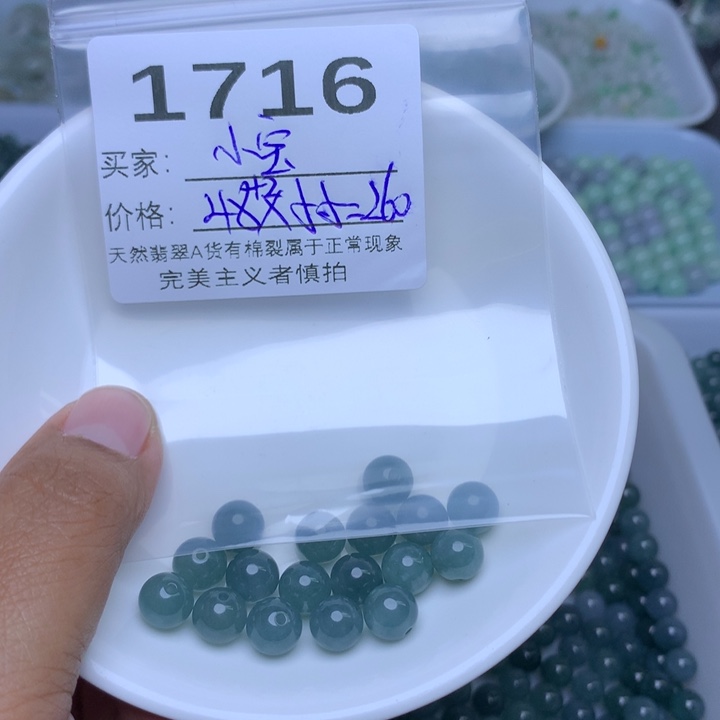 1716
买家: 小宝
价格: 48
天然翡翠A货有棉裂属于正常现象
完美主义者慎拍